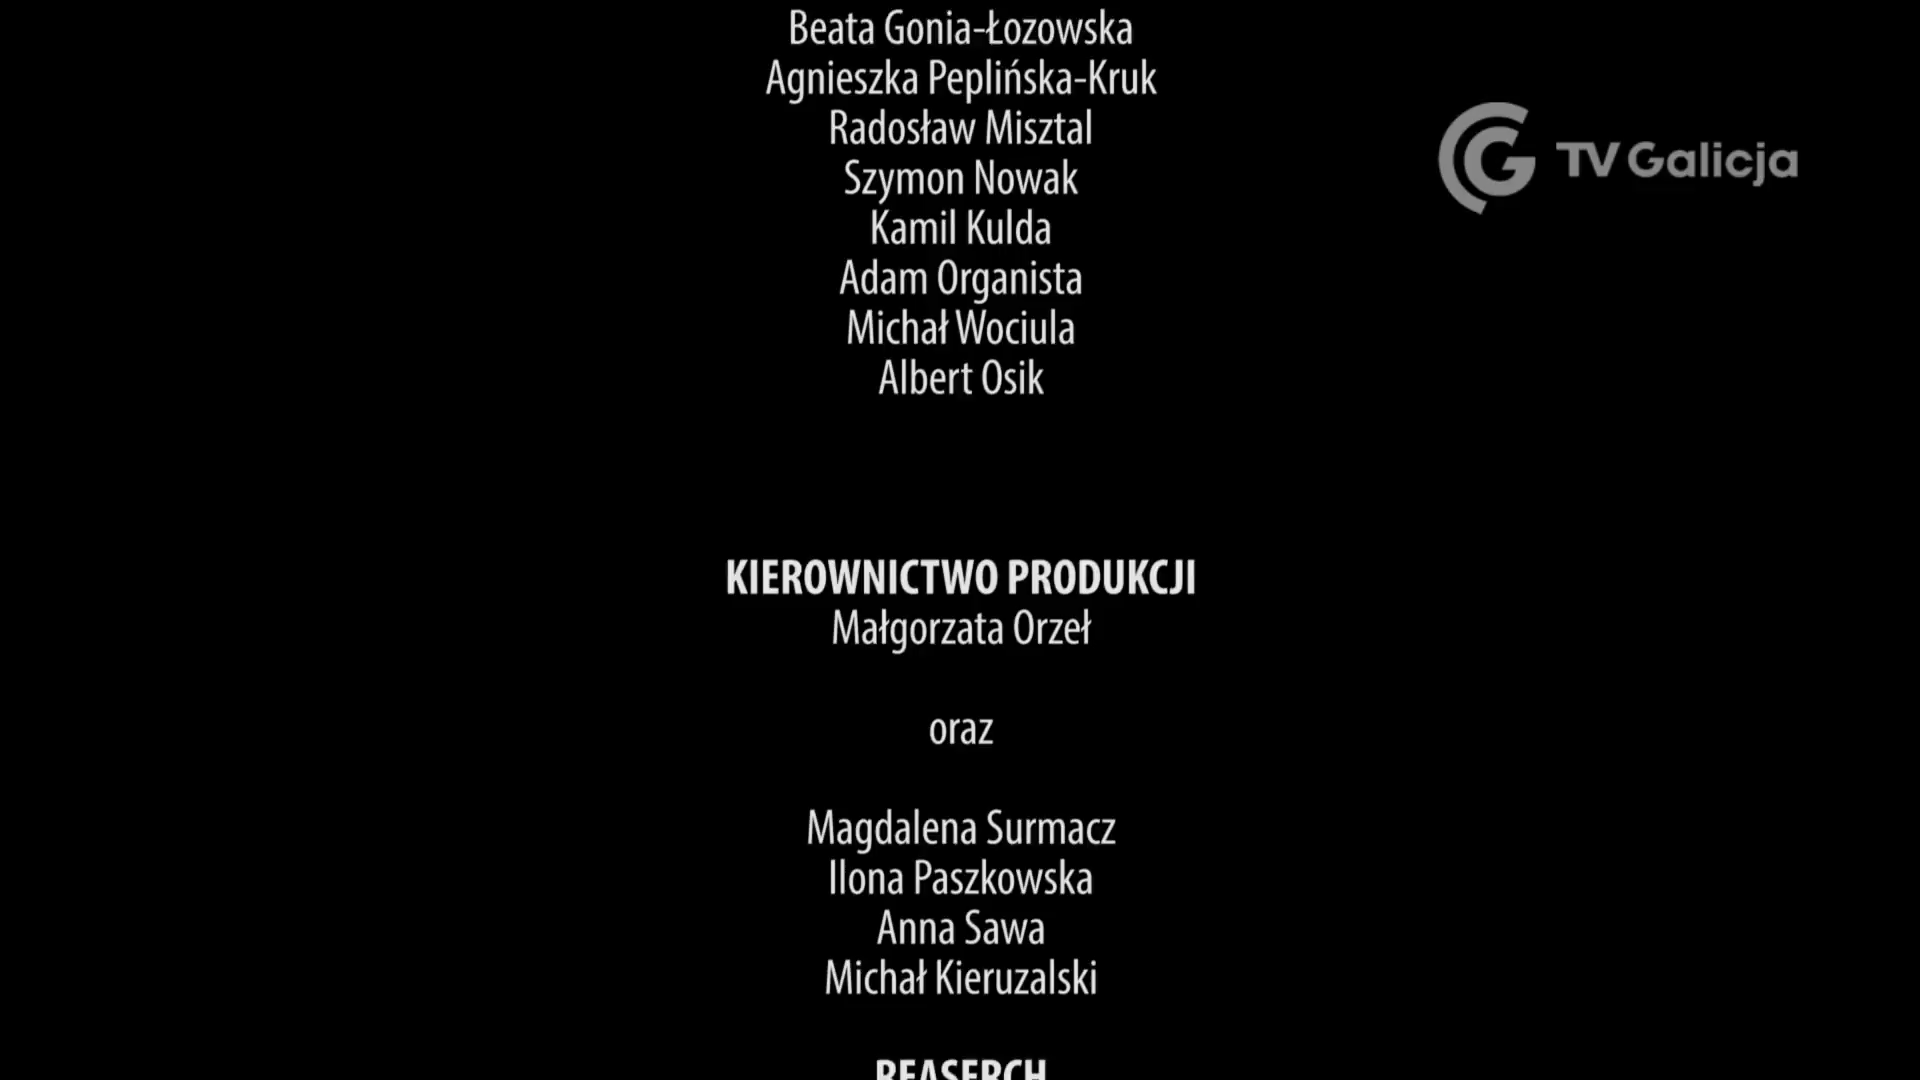 Beata Gonia-Łozowska
Agnieszka Peplińska-Kruk
Radosław Misztal
Szymon Nowak
Kamil Kulda
Adam Organista
Michał Wociula
Albert Osik
TV Galicja
KIEROWNICTWO PRODUKCJI
Małgorzata Orzeł
oraz
Magdalena Surmacz
Ilona Paszkowska
Anna Sawa
Michał Kieruzalski
REASERCH